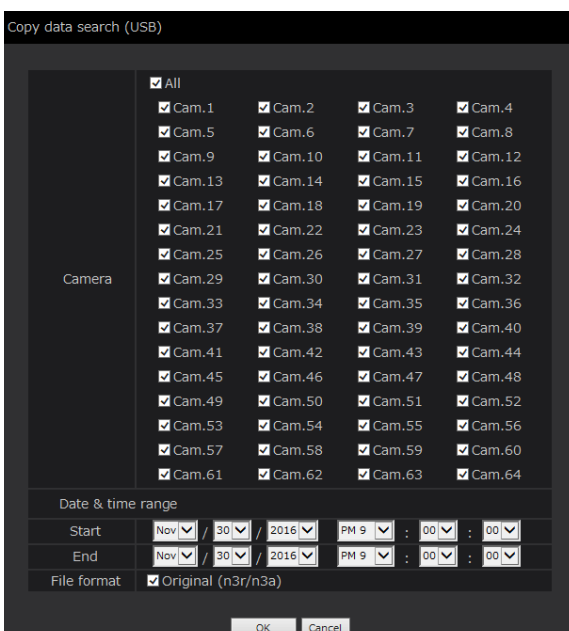 Copy data search (USB)
All
Cam.1 Cam.2 Cam.3 Cam.4
Cam.5 Cam.6 Cam.7 Cam.8
Cam.9 Cam.10 Cam.11 Cam.12
Cam.13 Cam.14 Cam.15 Cam.16
Cam.17 Cam.18 Cam.19 Cam.20
Cam.21 Cam.22 Cam.23 Cam.24
Cam.25 Cam.26 Cam.27 Cam.28
Camera Cam.29 Cam.30 Cam.31 Cam.32
Cam.33 Cam.34 Cam.35 Cam.36
Cam.37 Cam.38 Cam.39 Cam.40
Cam.41 Cam.42 Cam.43 Cam.44
Cam.45 Cam.46 Cam.47 Cam.48
Cam.49 Cam.50 Cam.51 Cam.52
Cam.53 Cam.54 Cam.55 Cam.56
Cam.57 Cam.58 Cam.59 Cam.60
Cam.61 Cam.62 Cam.63 Cam.64
Date & time range
Start Nov / 30 / 2016 PM 9 : 00 : 00
End Nov / 30 / 2016 PM 9 : 00 : 00
File format Original (n3r/n3a)
OK Cancel